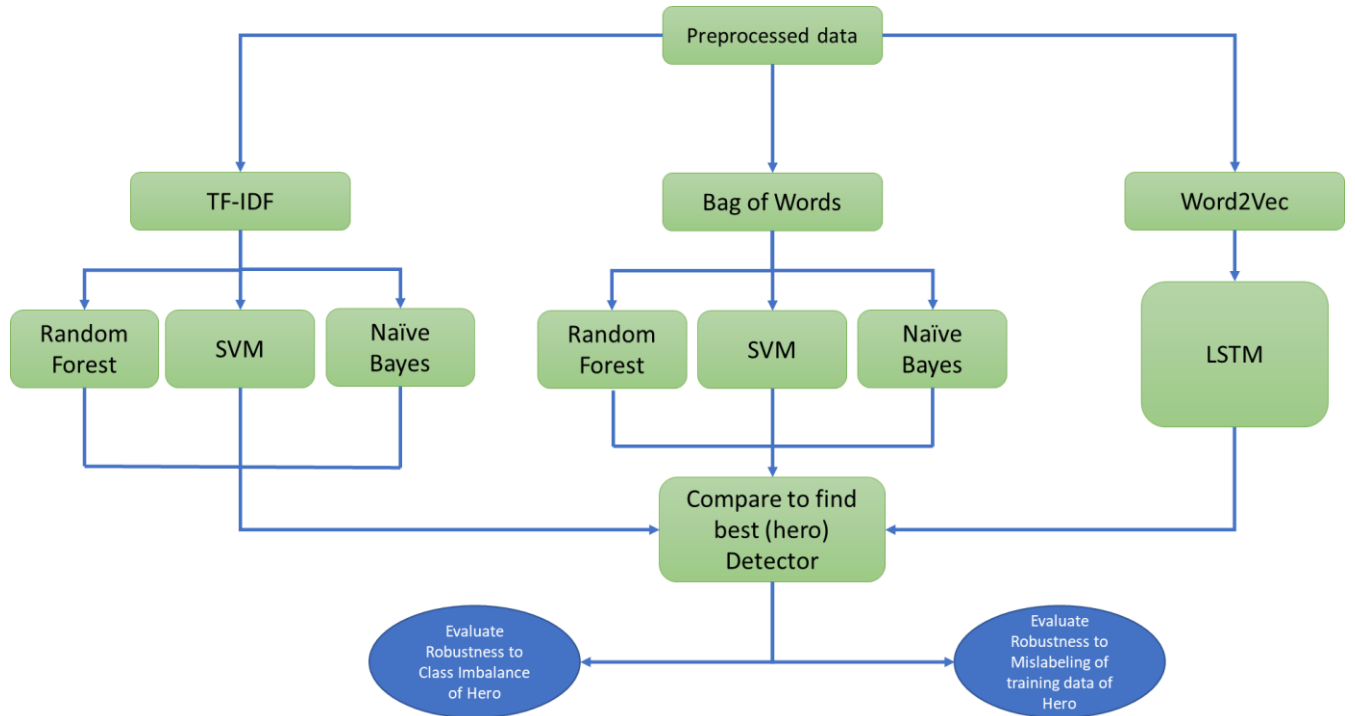 Preprocessed data
TF-IDF
Bag of Words
Word2Vec
Random
Forest
SVM
Naïve
Bayes
Random
Forest
SVM
Naïve
Bayes
LSTM
Compare to find
best (hero)
Detector
Evaluate
Robustness to
Class Imbalance
of Hero
Evaluate
Robustness to
Mislabeling of
training data of
Hero